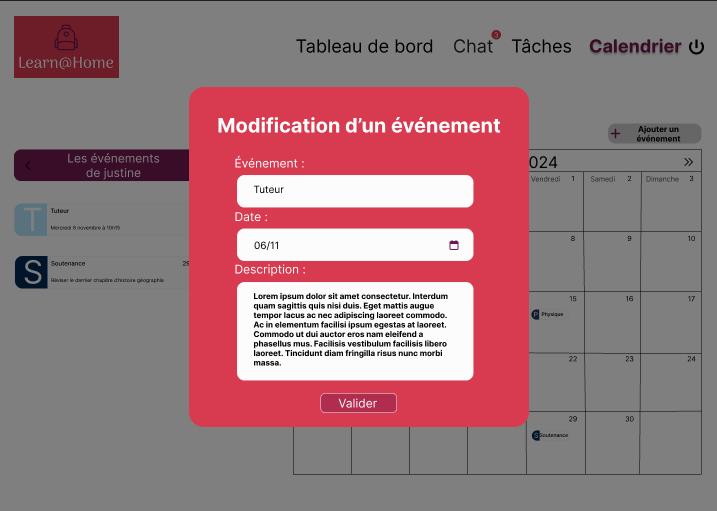 Learn@Home
Tableau de bord
Chat
3
Tâches
Calendrier
Les événements
de justine
T
Tuteur
Mercredi 6 novembre à 10h15
S
Soutenance
29
Réviser le dernier chapitre d'histoire géographie
Modification d'un événement
Événement :
Tuteur
Date :
06/11
Description :
Lorem ipsum dolor sit amet consectetur. Interdum
quam sagittis quis nisi duis. Eget mattis augue
tempor lacus ac nec adipiscing laoreet commodo.
Ac in elementum facilisi ipsum egestas at laoreet.
Commodo ut dui auctor eros nam eleifend a
phasellus mus. Facilisis vestibulum facilisis libero
laoreet. Tincidunt diam fringilla risus nunc morbi
massa.
Valider
+ Ajouter un
événement
024 »
Vendredi 1 Samedi 2 Dimanche 3
8 9 10
15 16 17
P Physique
22 23 24
29 30
S Soutenance